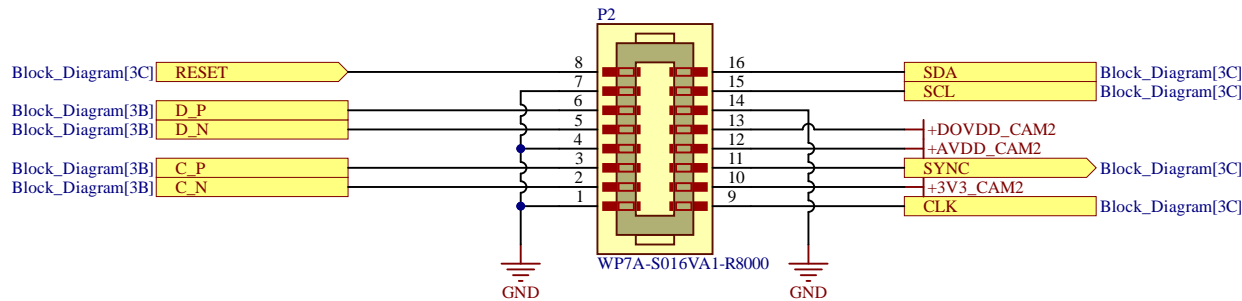 P2
Block_Diagram[3C] RESET 8 16 SDA Block_Diagram[3C]
7 15 SCL Block_Diagram[3C]
Block_Diagram[3B] D_P 6 14
Block_Diagram[3B] D_N 5 13 +DOVDD_CAM2
4 12 +AVDD_CAM2
Block_Diagram[3B] C_P 3 11 SYNC Block_Diagram[3C]
Block_Diagram[3B] C_N 2 10 +3V3_CAM2
1 9 CLK Block_Diagram[3C]
WP7A-S016VA1-R8000
GND GND